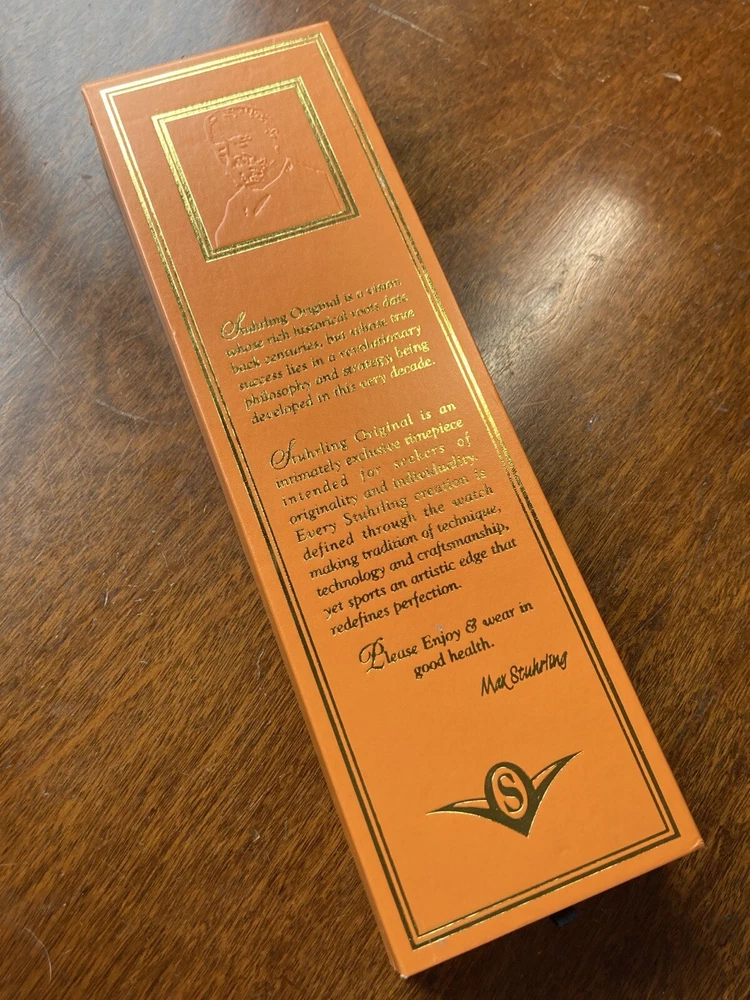 Stuhrling Original is a vision,
whose rich historical roots date
back centuries, but whose true
success lies in a revolutionary
philosophy and strategy being
developed in this very decade.
Stuhrling Original is an
intimately exclusive timepiece
intended for seekers of
originality and individuality.
Every Stuhrling creation is
defined through the watch
making tradition of technique,
technology and craftsmanship,
yet sports an artistic edge that
redefines perfection.
Please Enjoy & wear in
good health.
Max Stuhrling
S